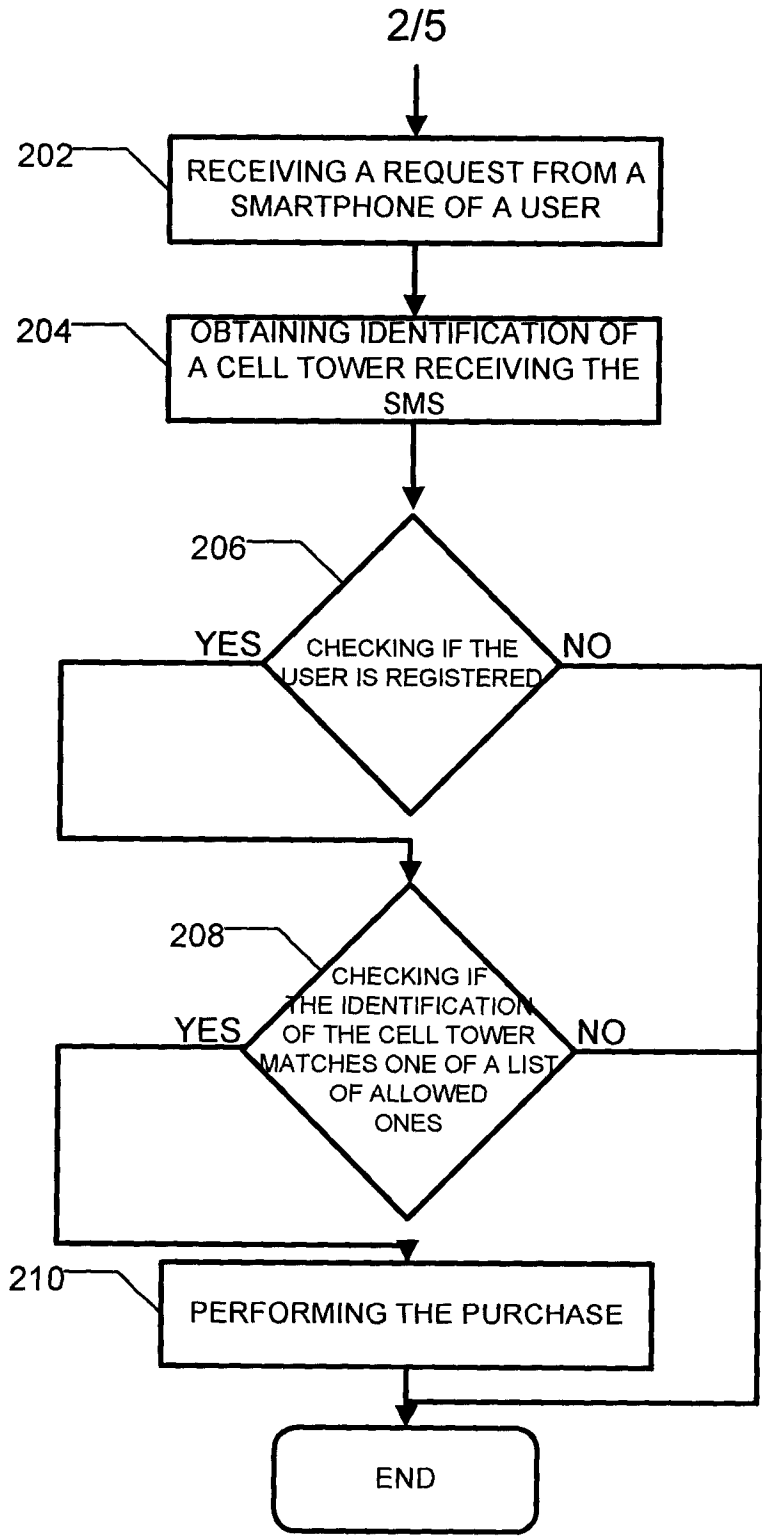 2/5
202
RECEIVING A REQUEST FROM A
SMARTPHONE OF A USER
204
OBTAINING IDENTIFICATION OF
A CELL TOWER RECEIVING THE
SMS
206
YES
CHECKING IF THE
USER IS REGISTERED
NO
208
YES
CHECKING IF
THE IDENTIFICATION
OF THE CELL TOWER
MATCHES ONE OF A LIST
OF ALLOWED
ONES
NO
210
PERFORMING THE PURCHASE
END